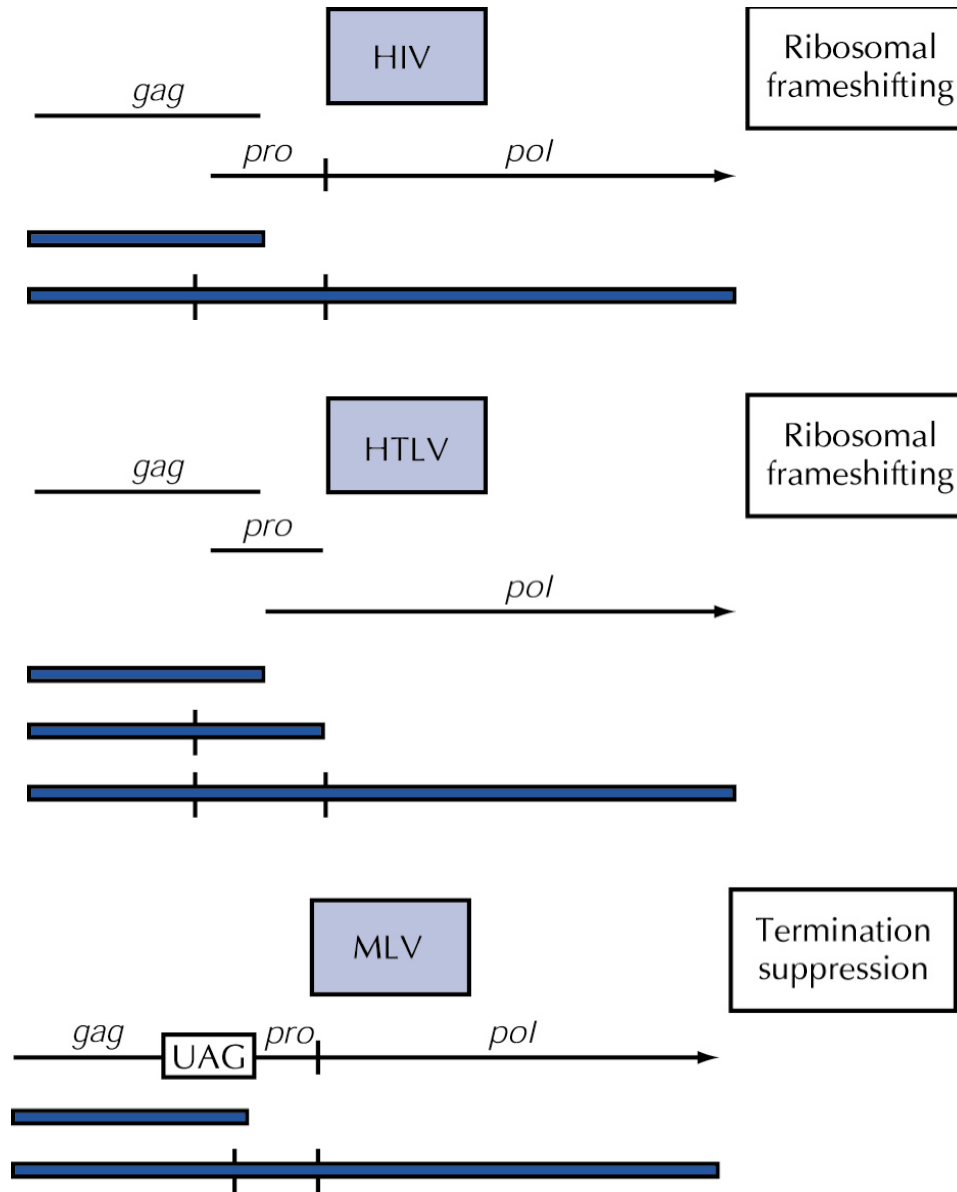 HIV
Ribosomal
frameshifting
gag
pro
pol
HTLV
Ribosomal
frameshifting
gag
pro
pol
MLV
Termination
suppression
gag
UAG
pro
pol